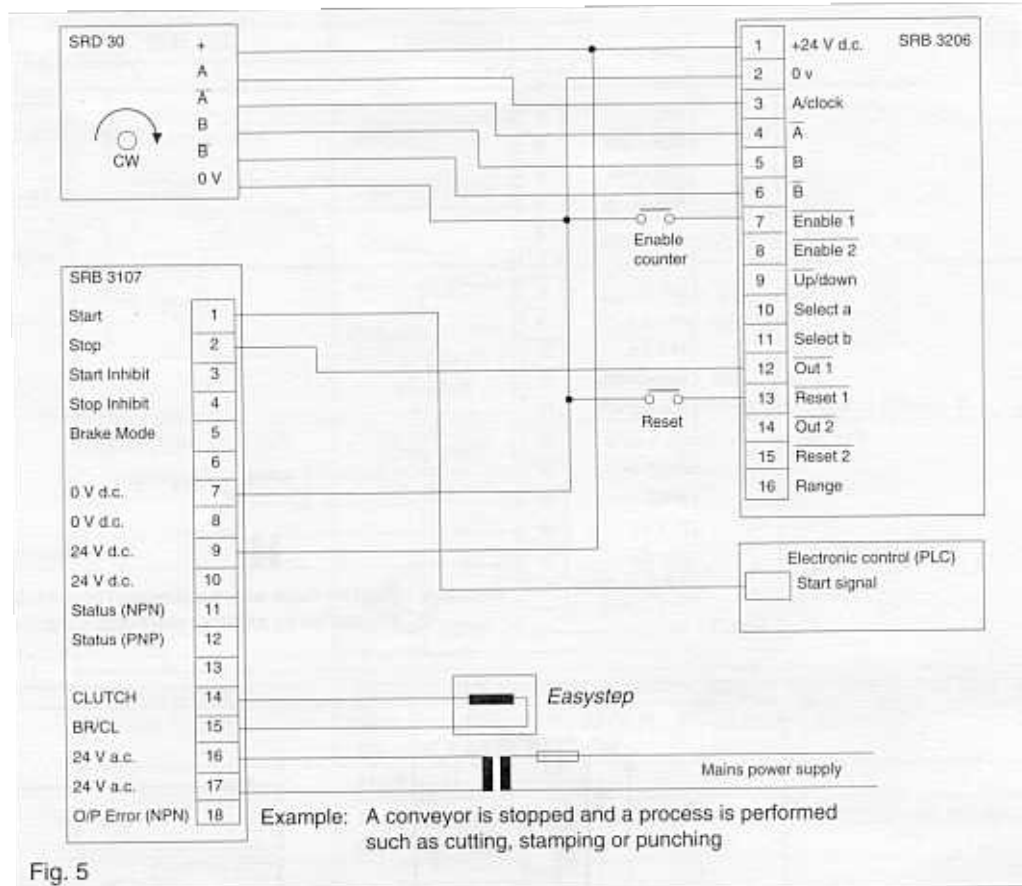 SRD 30
+
A
A̅
B
B̅
0 V
CW
SRB 3206
1 +24 V d.c.
2 0 v
3 A/clock
4 A̅
5 B
6 B̅
7 Enable 1
8 Enable 2
9 Up/down
10 Select a
11 Select b
12 Out 1
13 Reset 1
14 Out 2
15 Reset 2
16 Range
Enable
counter
Reset
SRB 3107
Start 1
Stop 2
Start Inhibit 3
Stop Inhibit 4
Brake Mode 5
6
0 V d.c. 7
0 V d.c. 8
24 V d.c. 9
24 V d.c. 10
Status (NPN) 11
Status (PNP) 12
13
CLUTCH 14
BR/CL 15
24 V a.c. 16
24 V a.c. 17
O/P Error (NPN) 18
Electronic control (PLC)
Start signal
Easystep
Mains power supply
Example: A conveyor is stopped and a process is performed
such as cutting, stamping or punching
Fig. 5